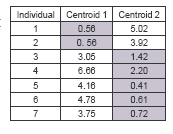 Individual Centroid 1 Centroid 2
1 0.56 5.02
2 0. 56 3.92
3 3.05 1.42
4 6.66 2.20
5 4.16 0.41
6 4.78 0.61
7 3.75 0.72